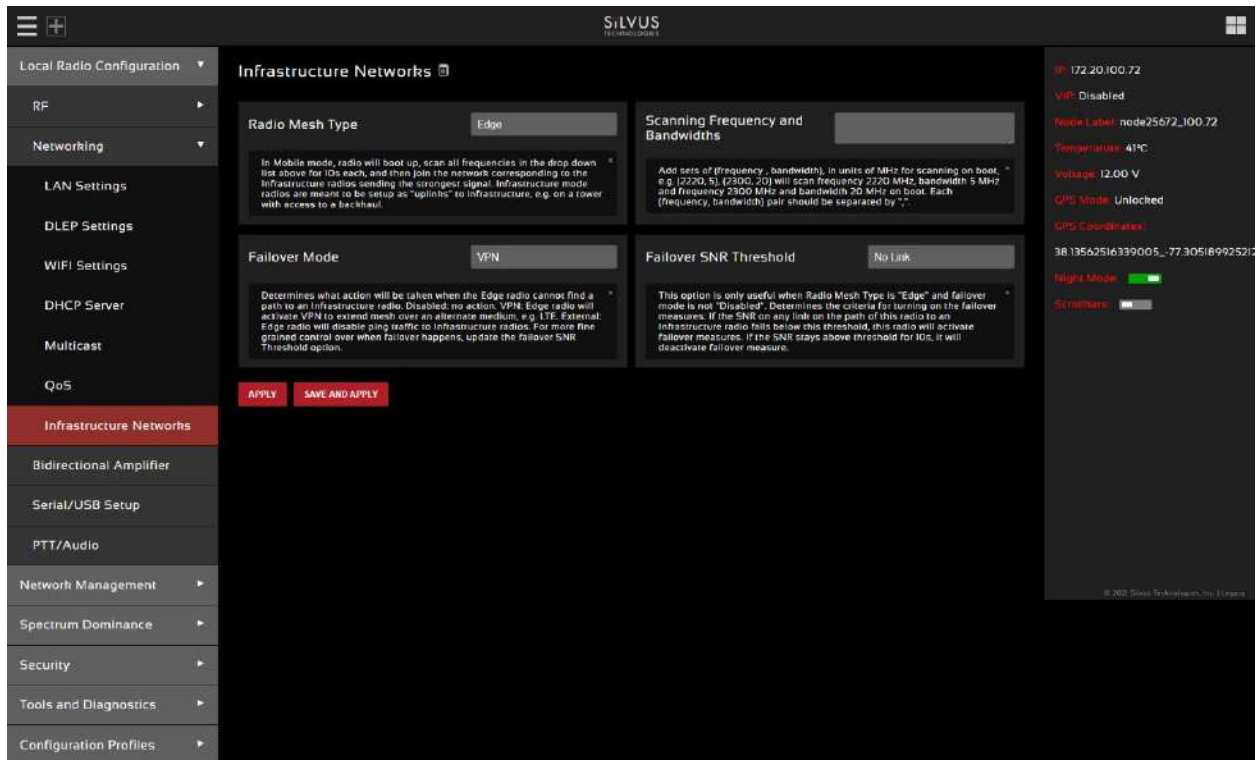 SiLVUS
TECHNOLOGIES
Local Radio Configuration
RF
Networking
LAN Settings
DLEP Settings
WIFI Settings
DHCP Server
Multicast
QoS
Infrastructure Networks
Bidirectional Amplifier
Serial/USB Setup
PTT/Audio
Network Management
Spectrum Dominance
Security
Tools and Diagnostics
Configuration Profiles
Infrastructure Networks
Radio Mesh Type
Edge
In Mobile mode, radio will boot up, scan all frequencies in the drop down
list above for 10s each, and then join the network corresponding to the
Infrastructure radios sending the strongest signal. Infrastructure mode
radios are meant to be setup as "uplinks" to infrastructure, e.g. on a tower
with access to a backhaul.
Scanning Frequency and
Bandwidths
Add sets of (frequency , bandwidth), in units of MHz for scanning on boot,
e.g. (2220, 5), (2300, 20) will scan frequency 2220 MHz, bandwidth 5 MHz
and frequency 2300 MHz and bandwidth 20 MHz on boot. Each
(frequency, bandwidth) pair should be separated by ",".
Failover Mode
VPN
Determines what action will be taken when the Edge radio cannot find a
path to an Infrastructure radio. Disabled: no action. VPN: Edge radio will
activate VPN to extend mesh over an alternate medium, e.g. LTE. External:
Edge radio will disable ping traffic to Infrastructure radios. For more fine
grained control over when failover happens, update the failover SNR
Threshold option.
Failover SNR Threshold
No Link
This option is only useful when Radio Mesh Type is "Edge" and failover
mode is not "Disabled". Determines the criteria for turning on the failover
measures. If the SNR on any link on the path of this radio to an
Infrastructure radio falls below this threshold, this radio will activate
failover measures. If the SNR stays above threshold for 10s, it will
deactivate failover measure.
APPLY
SAVE AND APPLY
IP: 172.20.100.72
VIP: Disabled
Node Label: node25672_100.72
Temperature: 41°C
Voltage: 12.00 V
GPS Mode: Unlocked
GPS Coordinates:
38.13562516339005_-77.305189925212
Night Mode:
Scrollbars:
© 2021 Silvus Technologies, Inc. | Legacy